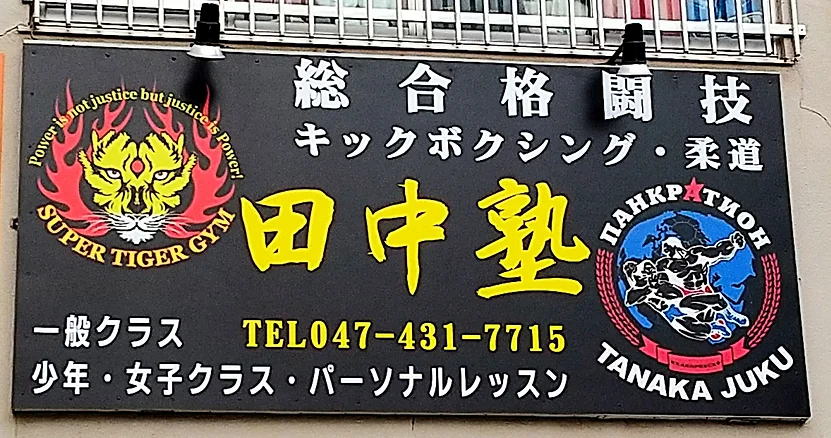 総合格闘技
キックボクシング・柔道
Power is not justice but justice is Power!
SUPER TIGER GYM
田中塾
ПАНКРАТИОН
TANAKA JUKU
一般クラス
TEL047-431-7715
少年・女子クラス・パーソナルレッスン